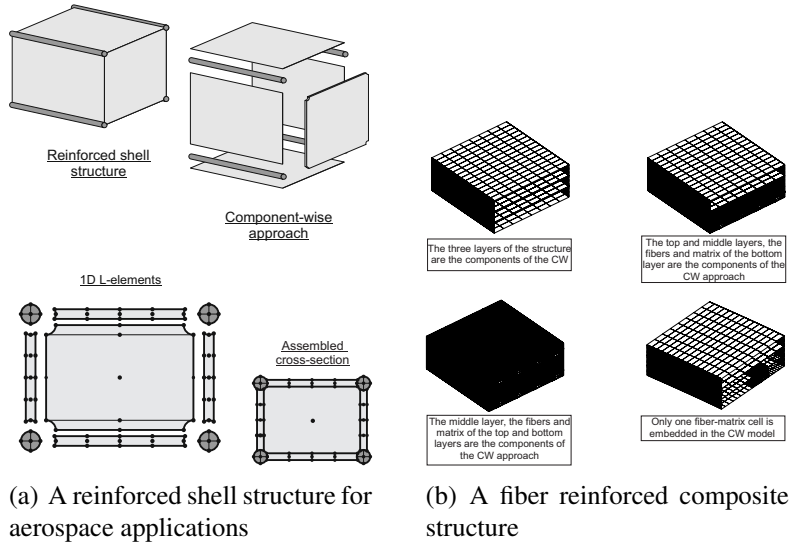 Reinforced shell
structure
Component-wise
approach
1D L-elements
Assembled
cross-section
(a) A reinforced shell structure for
aerospace applications
The three layers of the structure
are the components of the CW
The top and middle layers, the
fibers and matrix of the bottom
layer are the components of the
CW approach
The middle layer, the fibers and
matrix of the top and bottom
layers are the components of
the CW approach
Only one fiber-matrix cell is
embedded in the CW model
(b) A fiber reinforced composite
structure